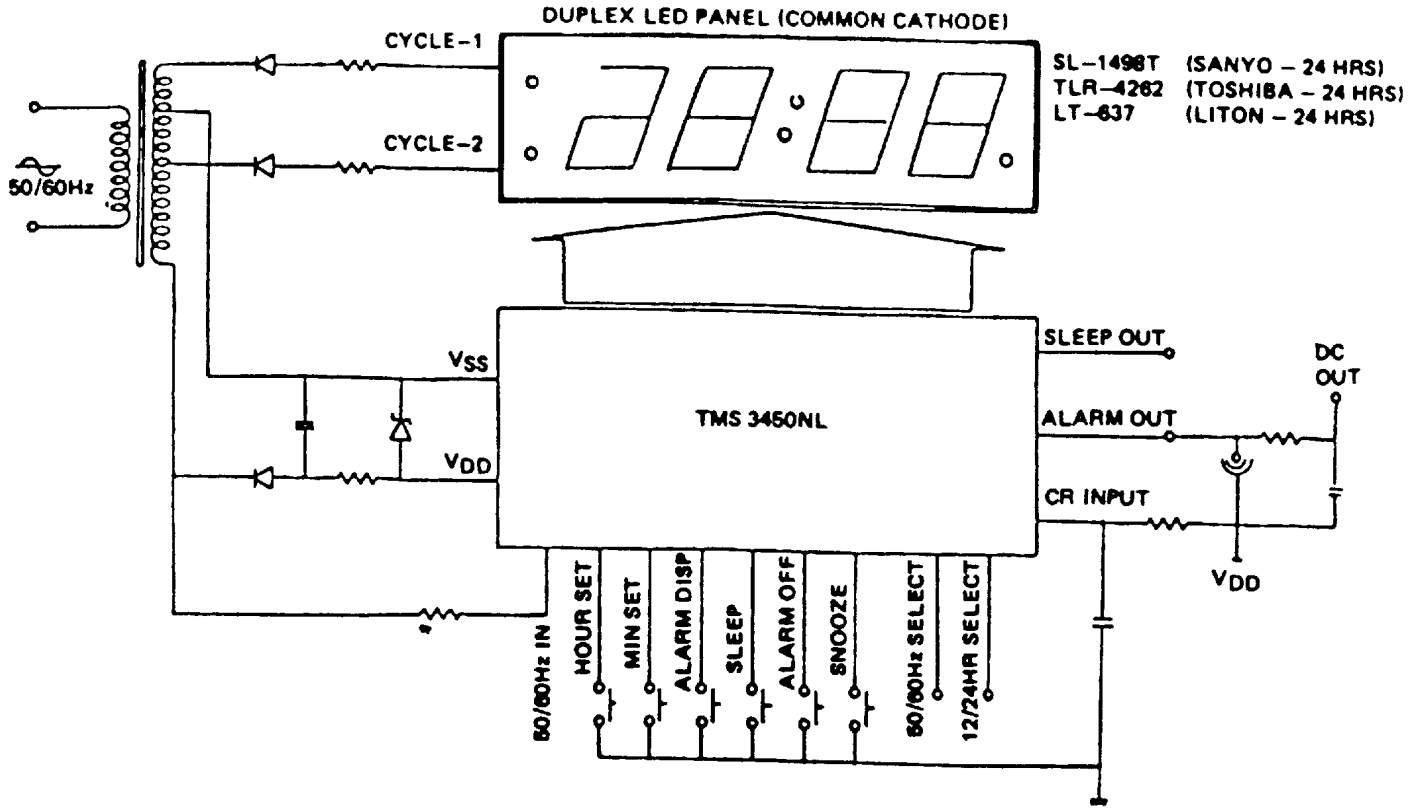 DUPLEX LED PANEL (COMMON CATHODE)
CYCLE-1
CYCLE-2
SL-1498T (SANYO - 24 HRS)
TLR-4262 (TOSHIBA - 24 HRS)
LT-637 (LITON - 24 HRS)
50/60Hz
VSS
VDD
TMS 3450NL
SLEEP OUT
ALARM OUT
CR INPUT
DC
OUT
VDD
50/60Hz IN
HOUR SET
MIN SET
ALARM DISP
SLEEP
ALARM OFF
SNOOZE
50/60Hz SELECT
12/24HR SELECT